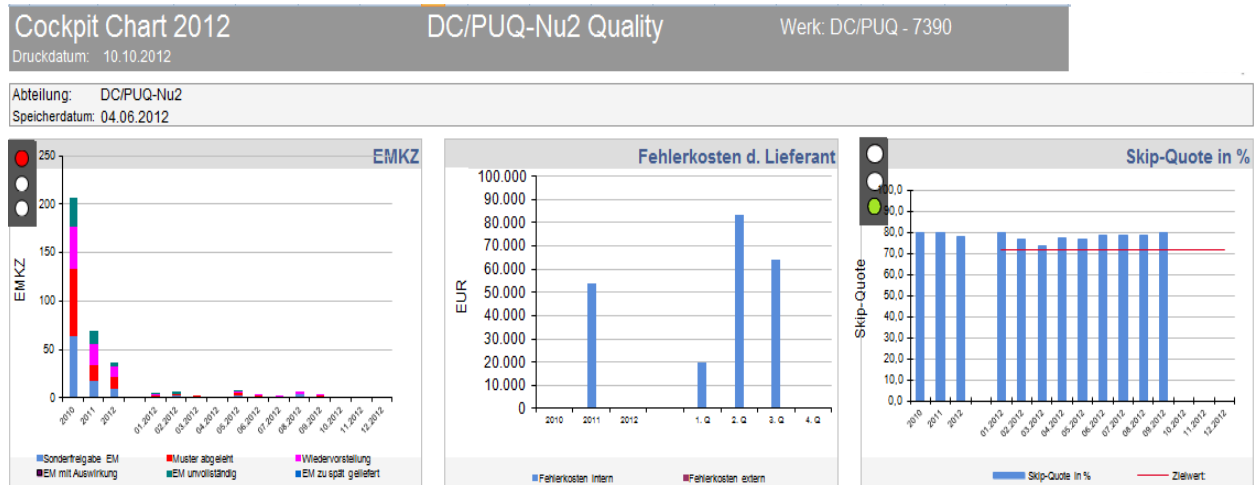 Cockpit Chart 2012 DC/PUQ-Nu2 Quality Werk: DC/PUQ - 7390
Druckdatum: 10.10.2012
Abteilung: DC/PUQ-Nu2
Speicherdatum: 04.06.2012
EMKZ
250
200
150
100
50
0
EMKZ
2010 2011 2012 01.2012 02.2012 03.2012 04.2012 05.2012 06.2012 07.2012 08.2012 09.2012 10.2012 11.2012 12.2012
Sonderfreigabe EM Muster abgeleht Wiedervorstellung
EM mit Auswirkung EM unvollständig EM zu spät geliefert
Fehlerkosten d. Lieferant
100.000
90.000
80.000
70.000
60.000
50.000
40.000
30.000
20.000
10.000
0
EUR
2010 2011 2012 1. Q 2. Q 3. Q 4. Q
Fehlerkosten intern Fehlerkosten extern
Skip-Quote in %
00,0
90,0
80,0
70,0
60,0
50,0
40,0
30,0
20,0
10,0
0,0
Skip-Quote
2010 2011 2012 01.2012 02.2012 03.2012 04.2012 05.2012 06.2012 07.2012 08.2012 09.2012 10.2012 11.2012 12.2012
Skip-Quote in % Zielwert